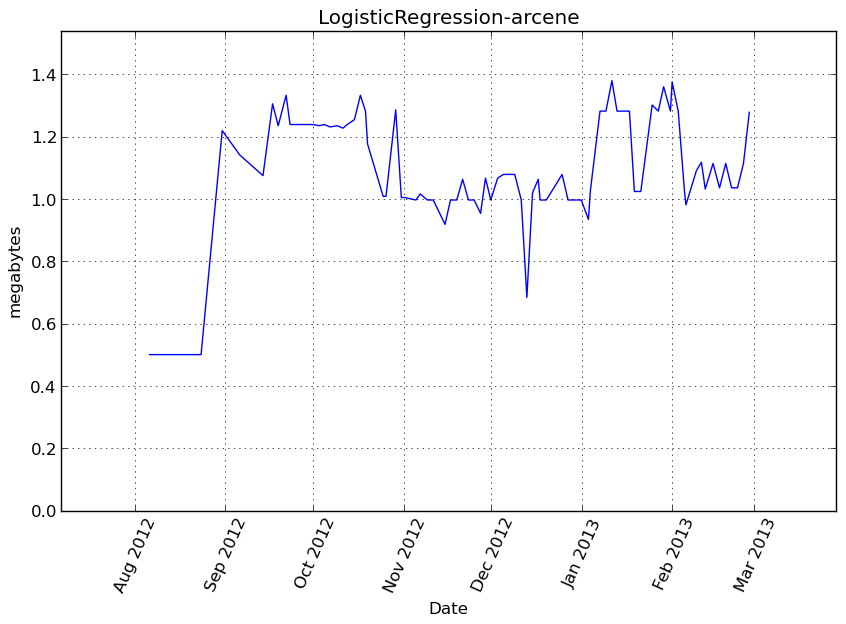 LogisticRegression-arcene
1.4
1.2
1.0
0.8
0.6
0.4
0.2
0.0
megabytes
Aug 2012
Sep 2012
Oct 2012
Nov 2012
Dec 2012
Jan 2013
Feb 2013
Mar 2013
Date